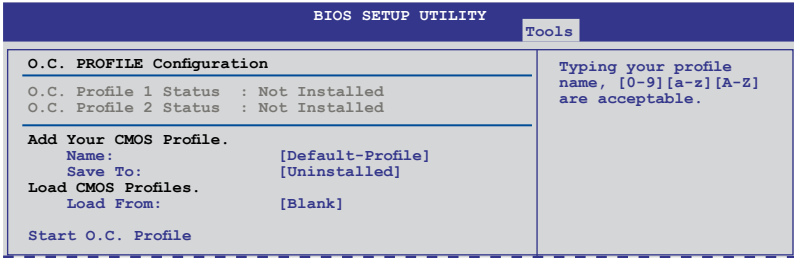 BIOS SETUP UTILITY
Tools
O.C. PROFILE Configuration
O.C. Profile 1 Status : Not Installed
O.C. Profile 2 Status : Not Installed
Add Your CMOS Profile.
Name: [Default-Profile]
Save To: [Uninstalled]
Load CMOS Profiles.
Load From: [Blank]
Start O.C. Profile
Typing your profile
name, [0-9][a-z][A-Z]
are acceptable.